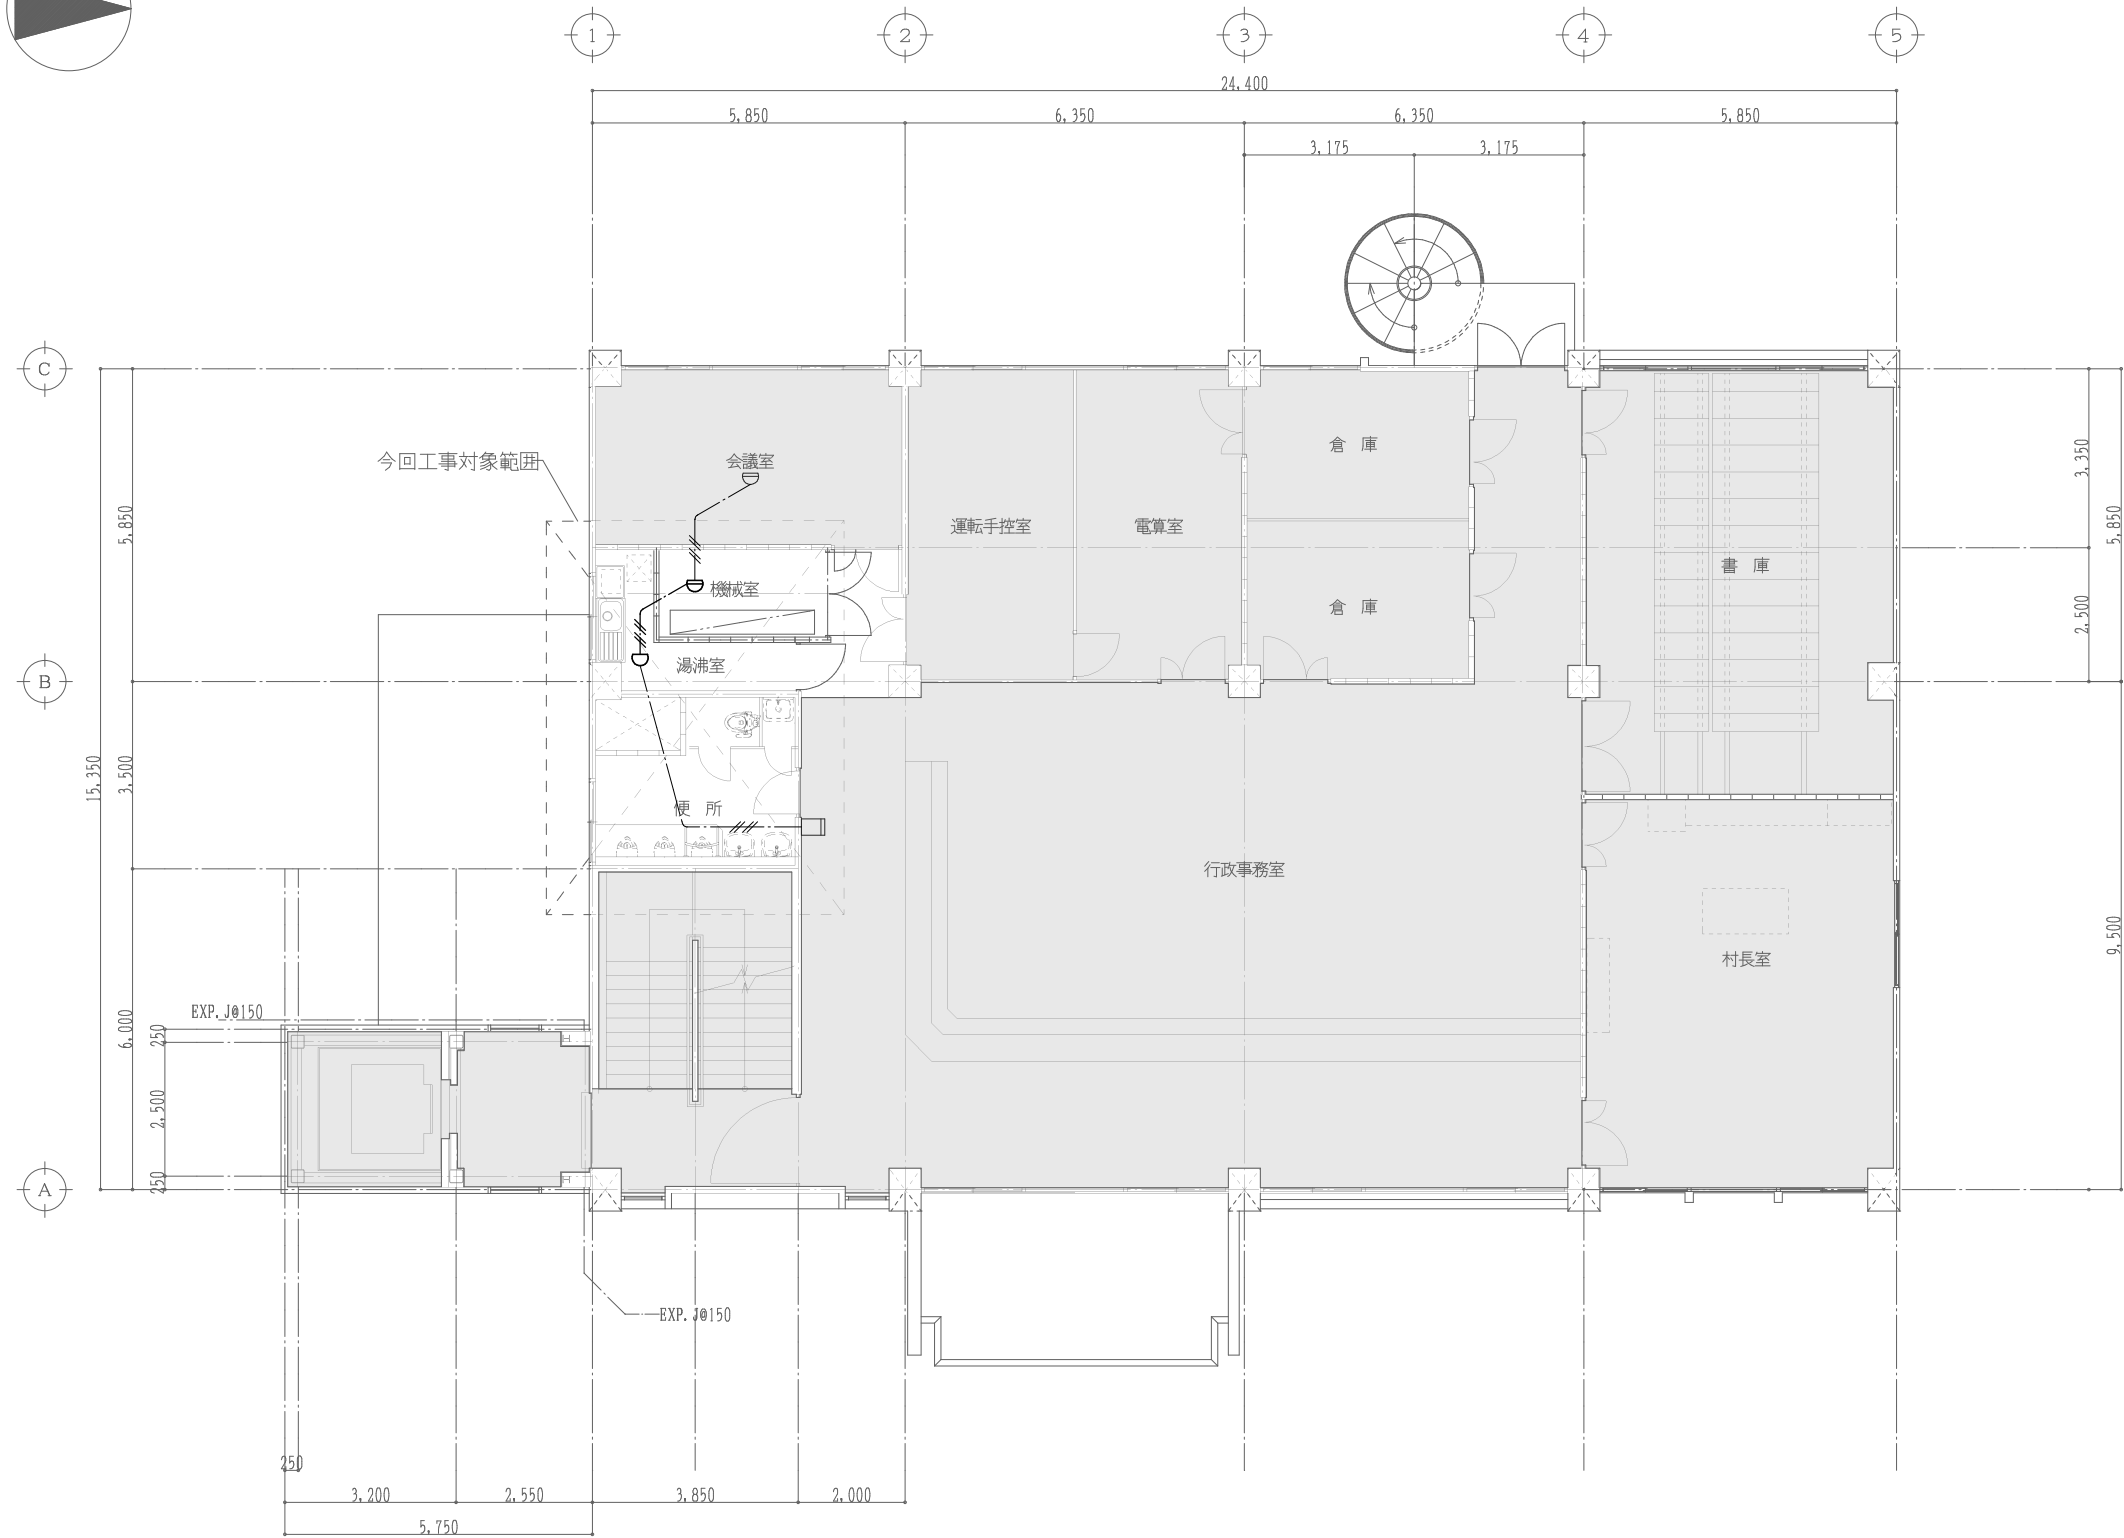 1
2
3
4
5
24,400
5,850
6,350
6,350
5,850
3,175
3,175
C
今回工事対象範囲
会議室
倉 庫
3,350
5,850
5,850
運転手控室
電算室
書 庫
機械室
倉 庫
2,500
湯沸室
B
15,350
3,500
便 所
行政事務室
村長室
9,500
EXP.J@150
6,000
250
2,500
250
A
EXP.J@150
250
3,200
2,550
3,850
2,000
5,750